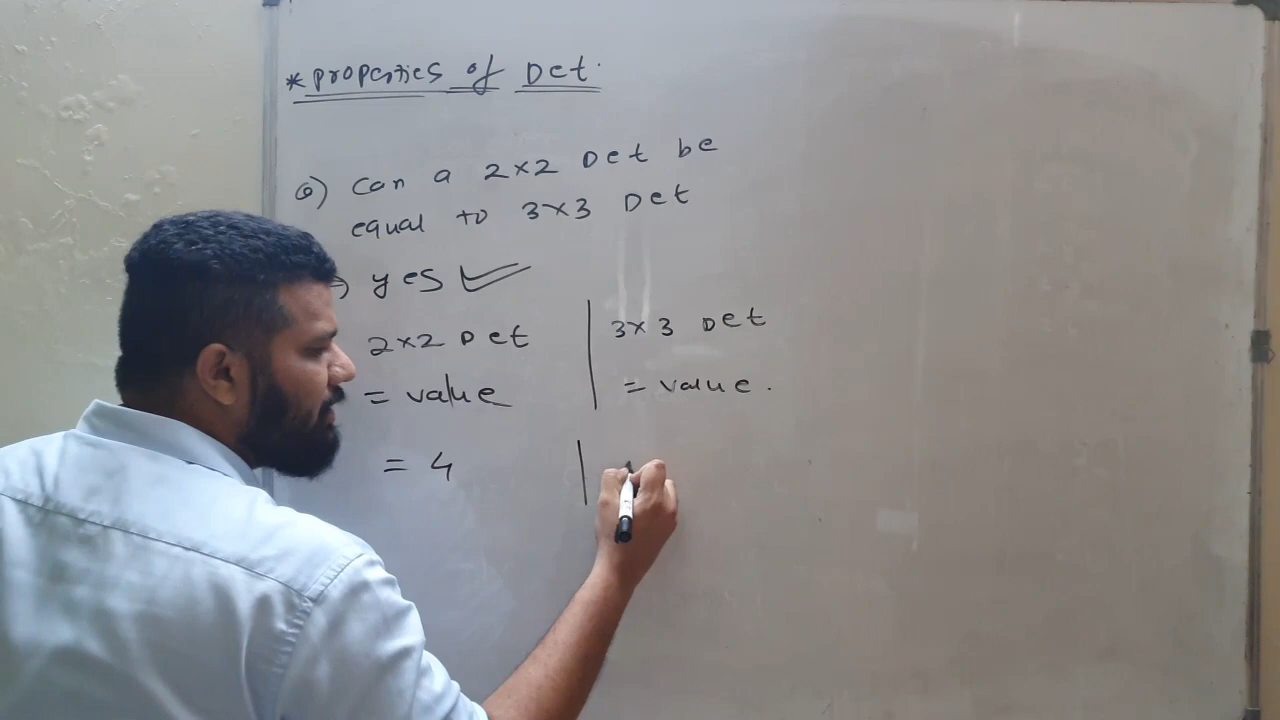 * Properties of Det.
Q) Can a 2×2 Det be
equal to 3×3 Det
) yes ✓
2×2 Det | 3×3 Det
= value | = value.
= 4 |